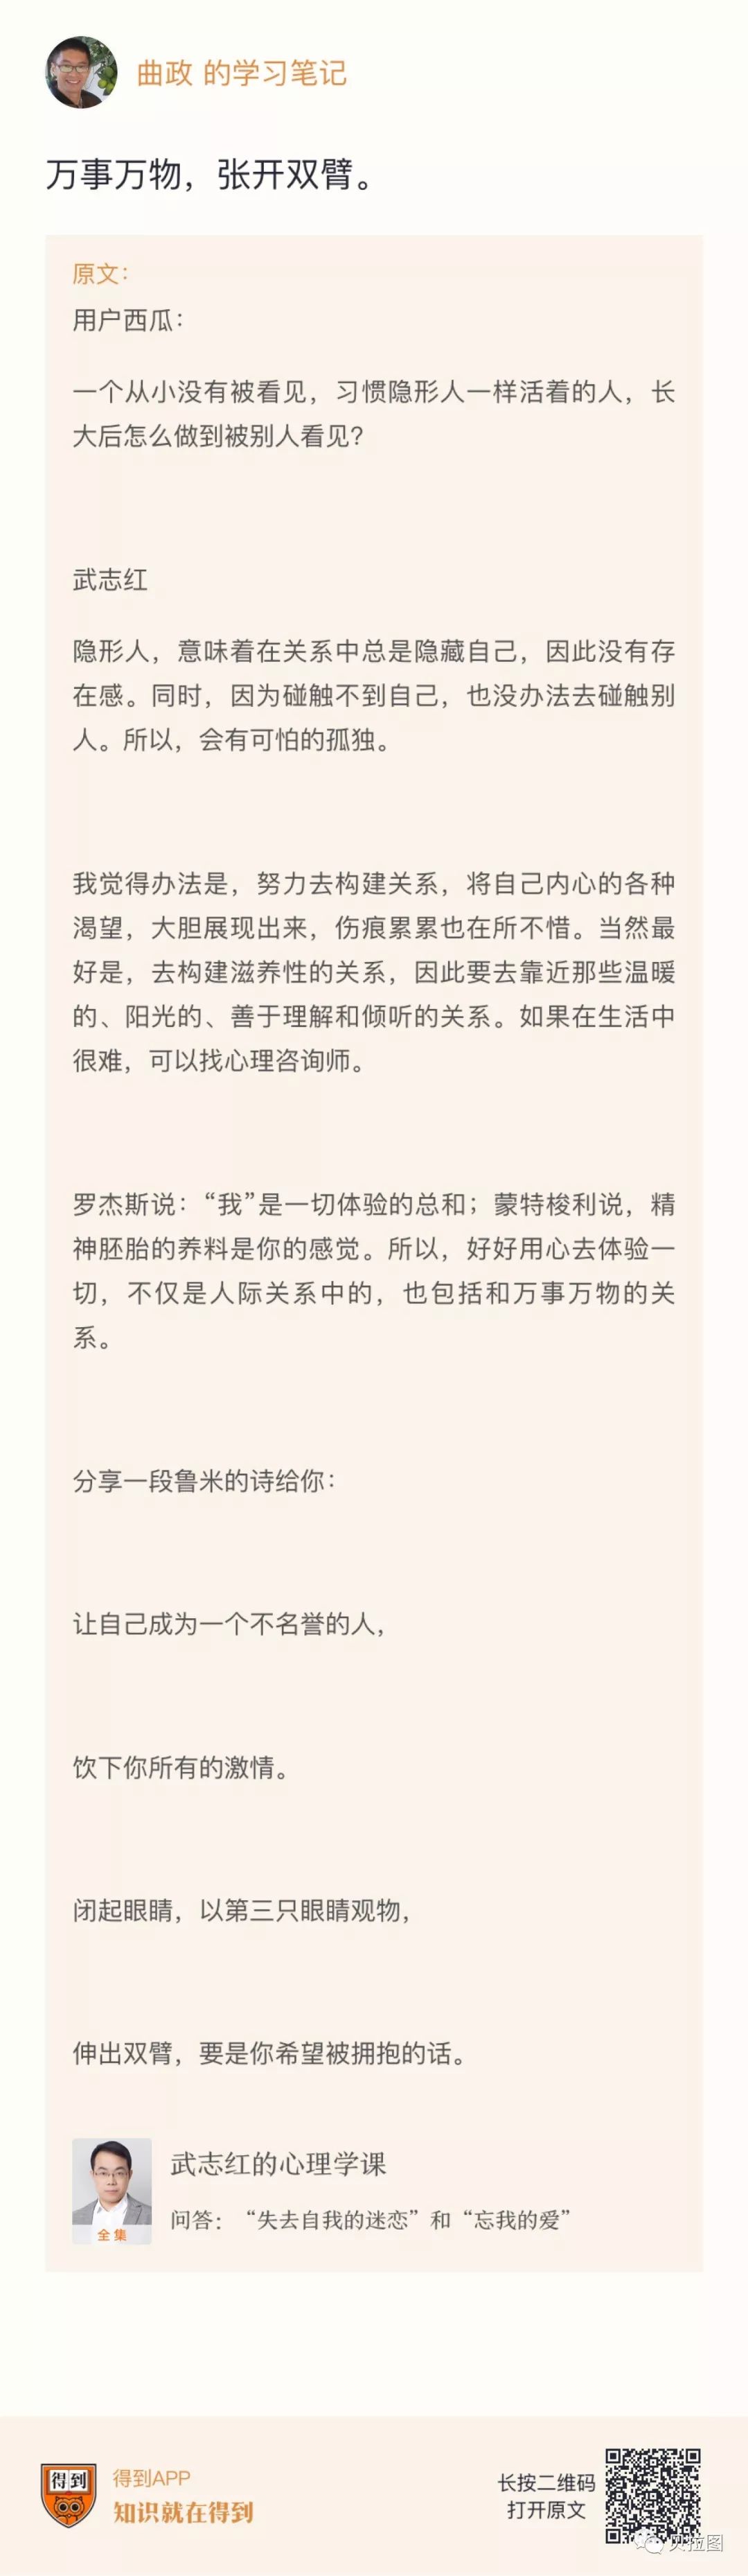 曲政 的学习笔记
万事万物，张开双臂。
原文：
用户西瓜：
一个从小没有被看见，习惯隐形人一样活着的人，长
大后怎么做到被别人看见？
武志红
隐形人，意味着在关系中总是隐藏自己，因此没有存
在感。同时，因为碰触不到自己，也没办法去碰触别
人。所以，会有可怕的孤独。
我觉得办法是，努力去构建关系，将自己内心的各种
渴望，大胆展现出来，伤痕累累也在所不惜。当然最
好是，去构建滋养性的关系，因此要去靠近那些温暖
的、阳光的、善于理解和倾听的关系。如果在生活中
很难，可以找心理咨询师。
罗杰斯说：“我”是一切体验的总和；蒙特梭利说，精
神胚胎的养料是你的感觉。所以，好好用心去体验一
切，不仅是人际关系中的，也包括和万事万物的关
系。
分享一段鲁米的诗给你：
让自己成为一个不名誉的人，
饮下你所有的激情。
闭起眼睛，以第三只眼睛观物，
伸出双臂，要是你希望被拥抱的话。
全集
武志红的心理学课
问答：“失去自我的迷恋”和“忘我的爱”
得到
得到APP
知识就在得到
长按二维码
打开原文
贝拉图